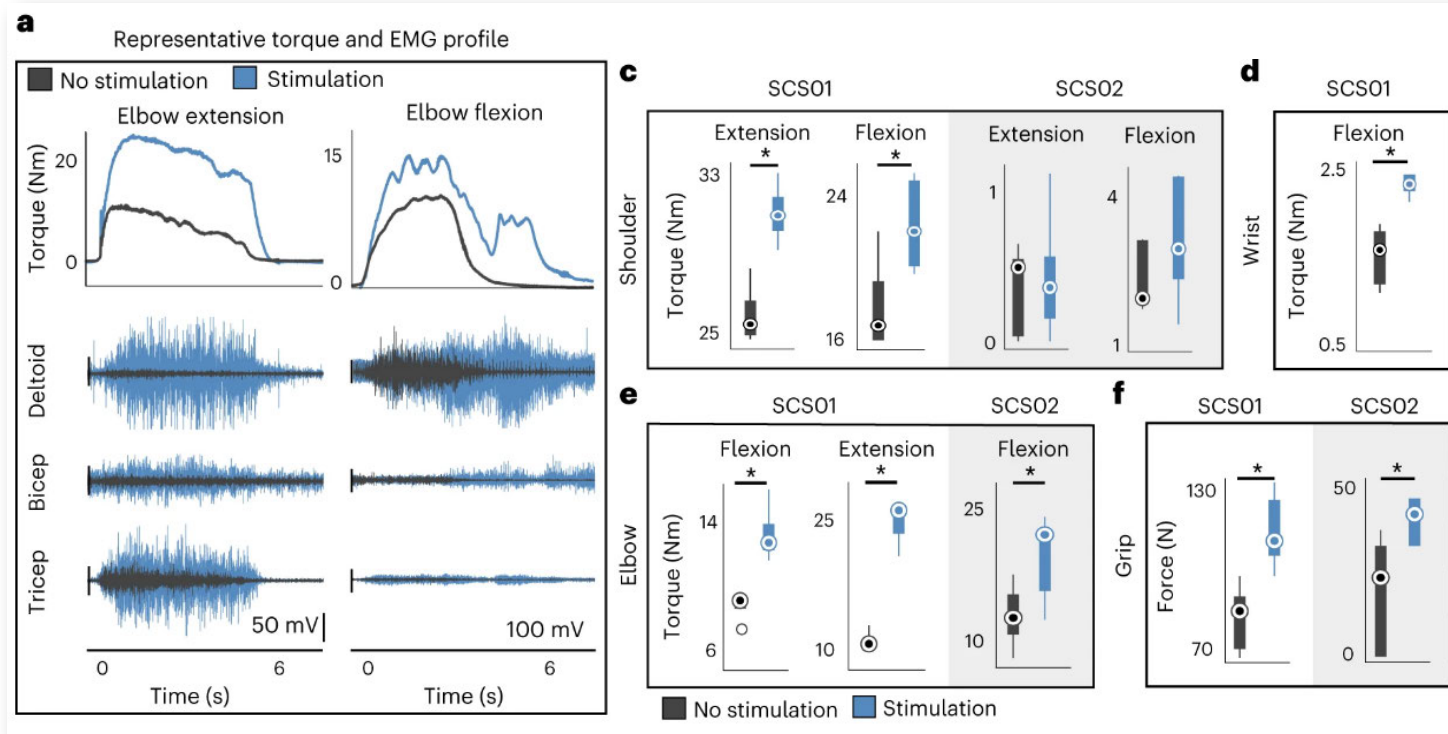 a
Representative torque and EMG profile
No stimulation Stimulation
Elbow extension
Elbow flexion
Torque (Nm)
20
0
15
0
Deltoid
Bicep
Tricep
50 mV
100 mV
0 6
0 6
Time (s)
Time (s)
c
SCS01 SCS02
Shoulder
Torque (Nm)
Extension
*
33
25
Flexion
*
24
16
Extension
1
0
Flexion
4
1
d
SCS01
Wrist
Torque (Nm)
Flexion
*
2.5
0.5
e
SCS01 SCS02
Elbow
Torque (Nm)
Flexion
*
14
6
Extension
*
25
10
Flexion
*
25
10
No stimulation Stimulation
f
SCS01 SCS02
Grip
Force (N)
*
130
70
*
50
0